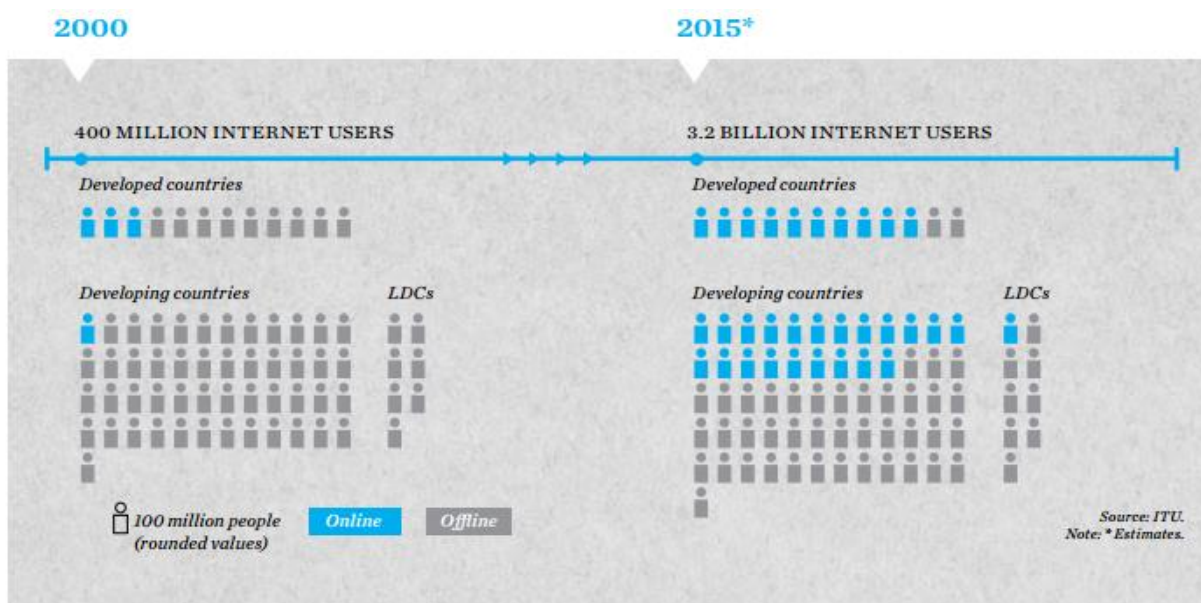 2000
2015*
400 MILLION INTERNET USERS
3.2 BILLION INTERNET USERS
Developed countries
Developed countries
Developing countries
LDCs
Developing countries
LDCs
100 million people
(rounded values)
Online
Offline
Source: ITU.
Note: * Estimates.